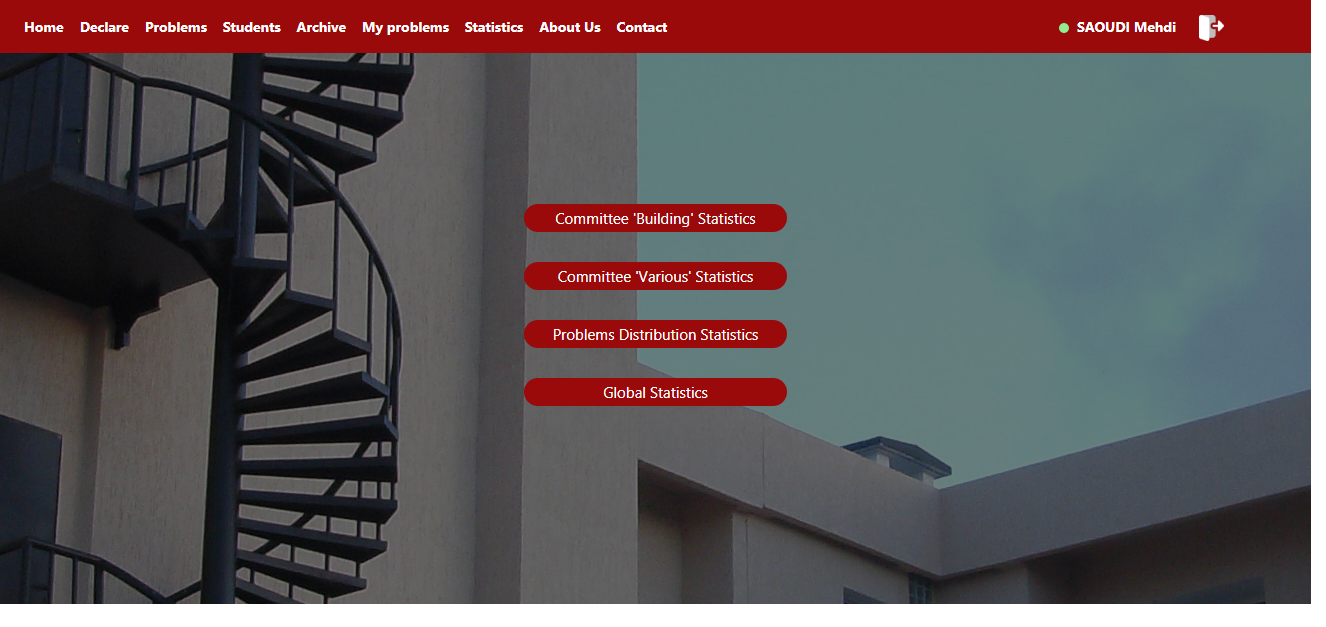 Home Declare Problems Students Archive My problems Statistics About Us Contact SAOUDI Mehdi
Committee 'Building' Statistics
Committee 'Various' Statistics
Problems Distribution Statistics
Global Statistics